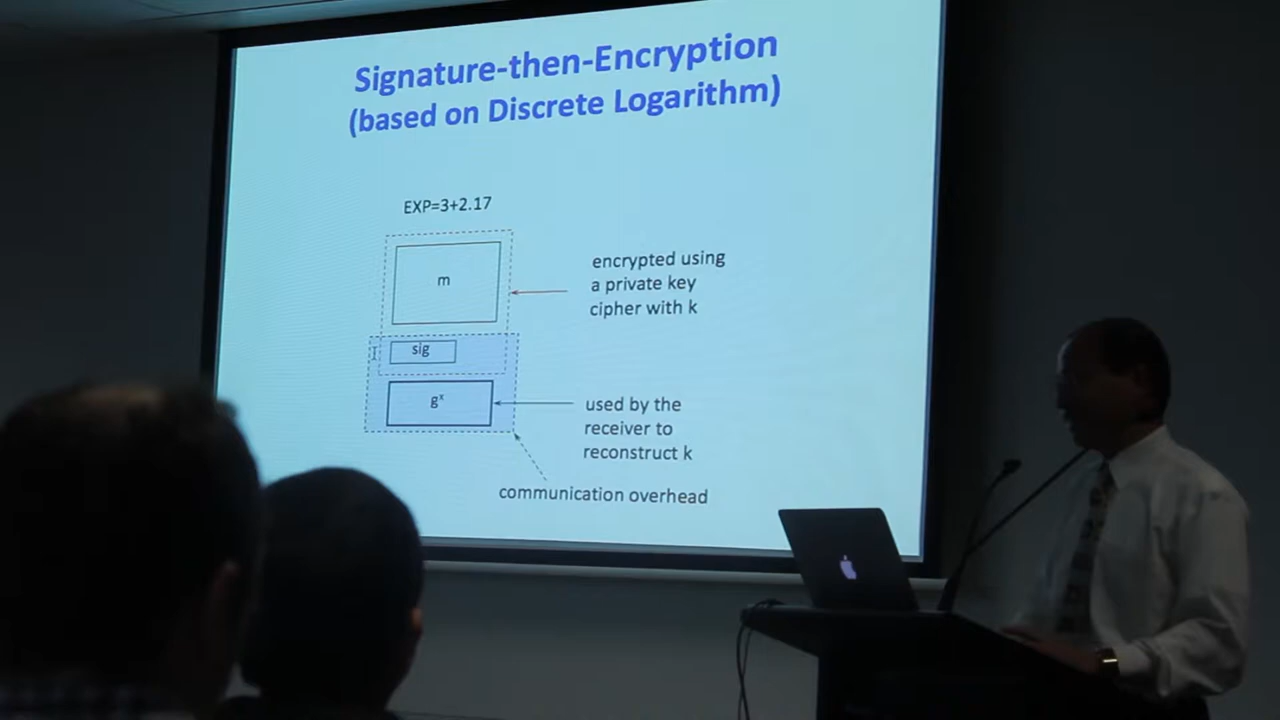 Signature-then-Encryption
(based on Discrete Logarithm)
EXP=3+2.17
m
encrypted using
a private key
cipher with k
sig
gˣ
used by the
receiver to
reconstruct k
communication overhead